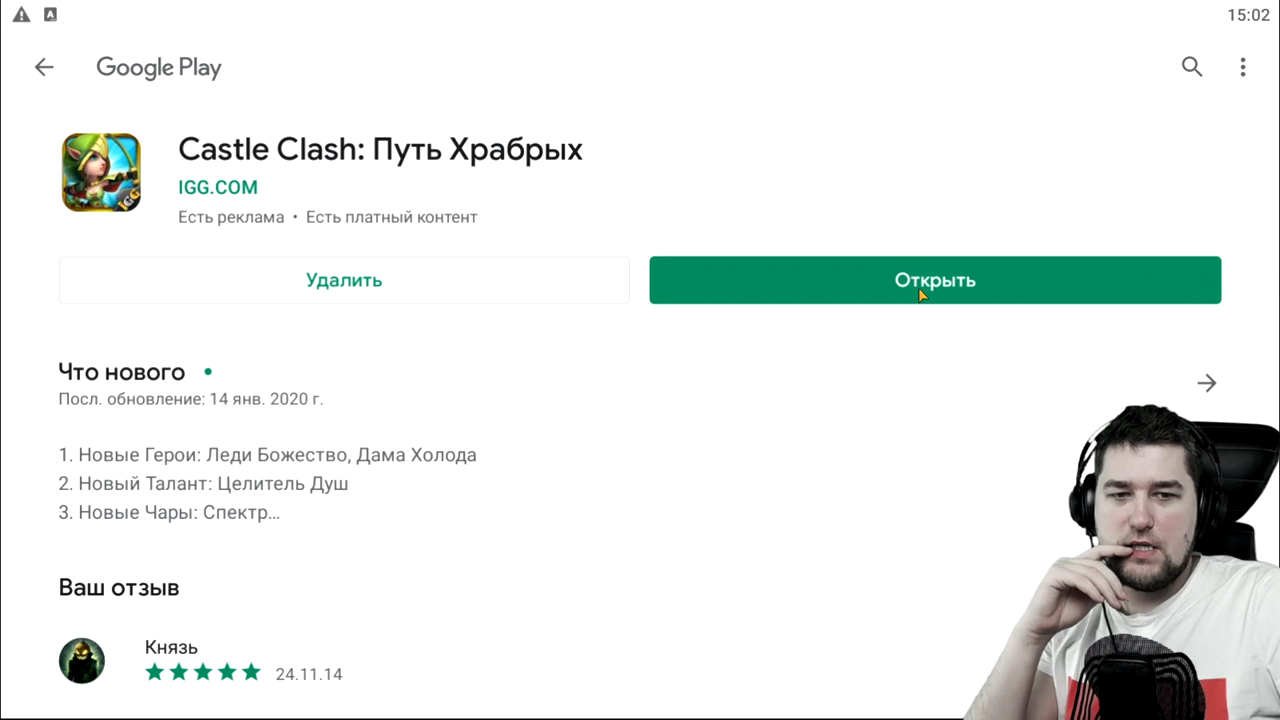 15:02
Google Play
Castle Clash: Путь Храбрых
IGG.COM
Есть реклама • Есть платный контент
Удалить
Открыть
Что нового •
Посл. обновление: 14 янв. 2020 г.
1. Новые Герои: Леди Божество, Дама Холода
2. Новый Талант: Целитель Душ
3. Новые Чары: Спектр...
Ваш отзыв
Князь
24.11.14
IGG
A